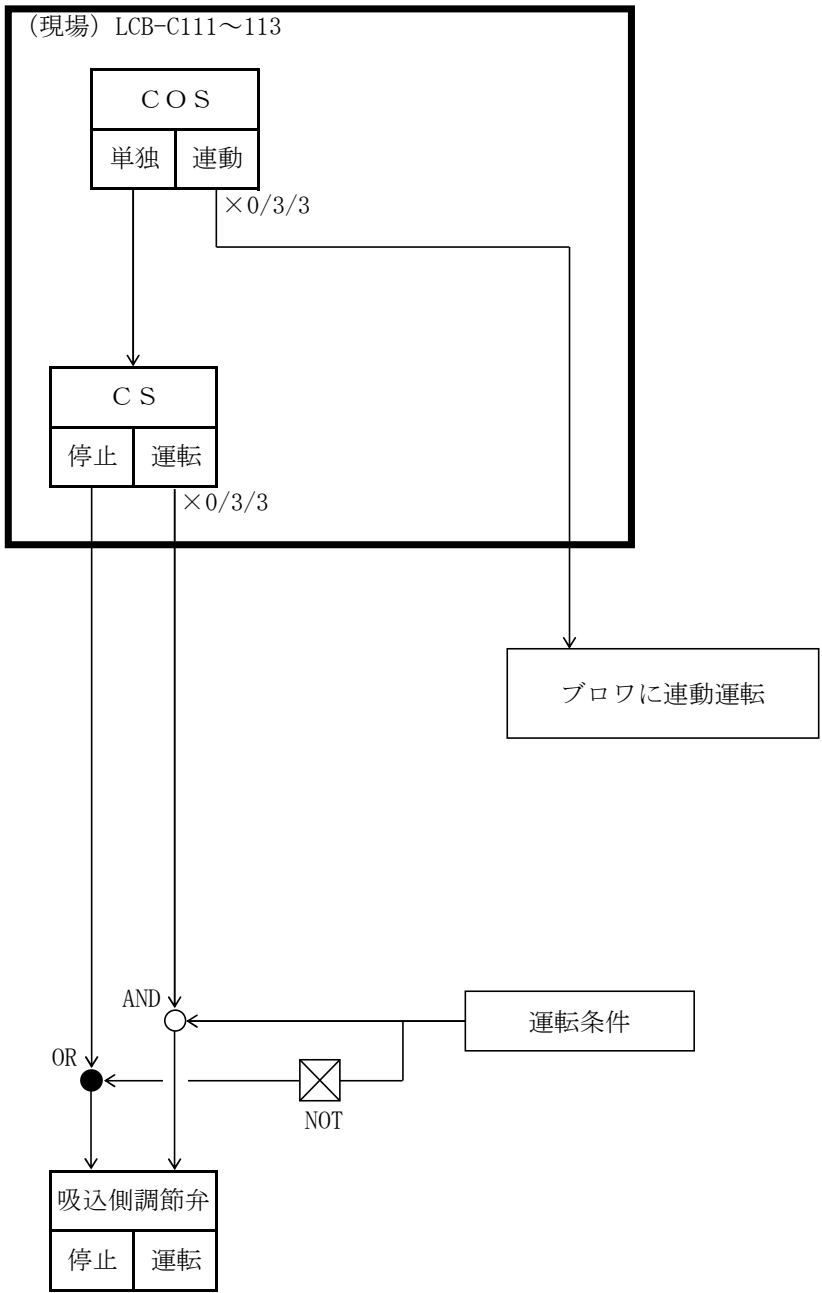 (現場) LCB-C111～113
ＣＯＳ
単独 連動
×0/3/3
ＣＳ
停止 運転
×0/3/3
ブロワに連動運転
AND
運転条件
OR
NOT
吸込側調節弁
停止 運転